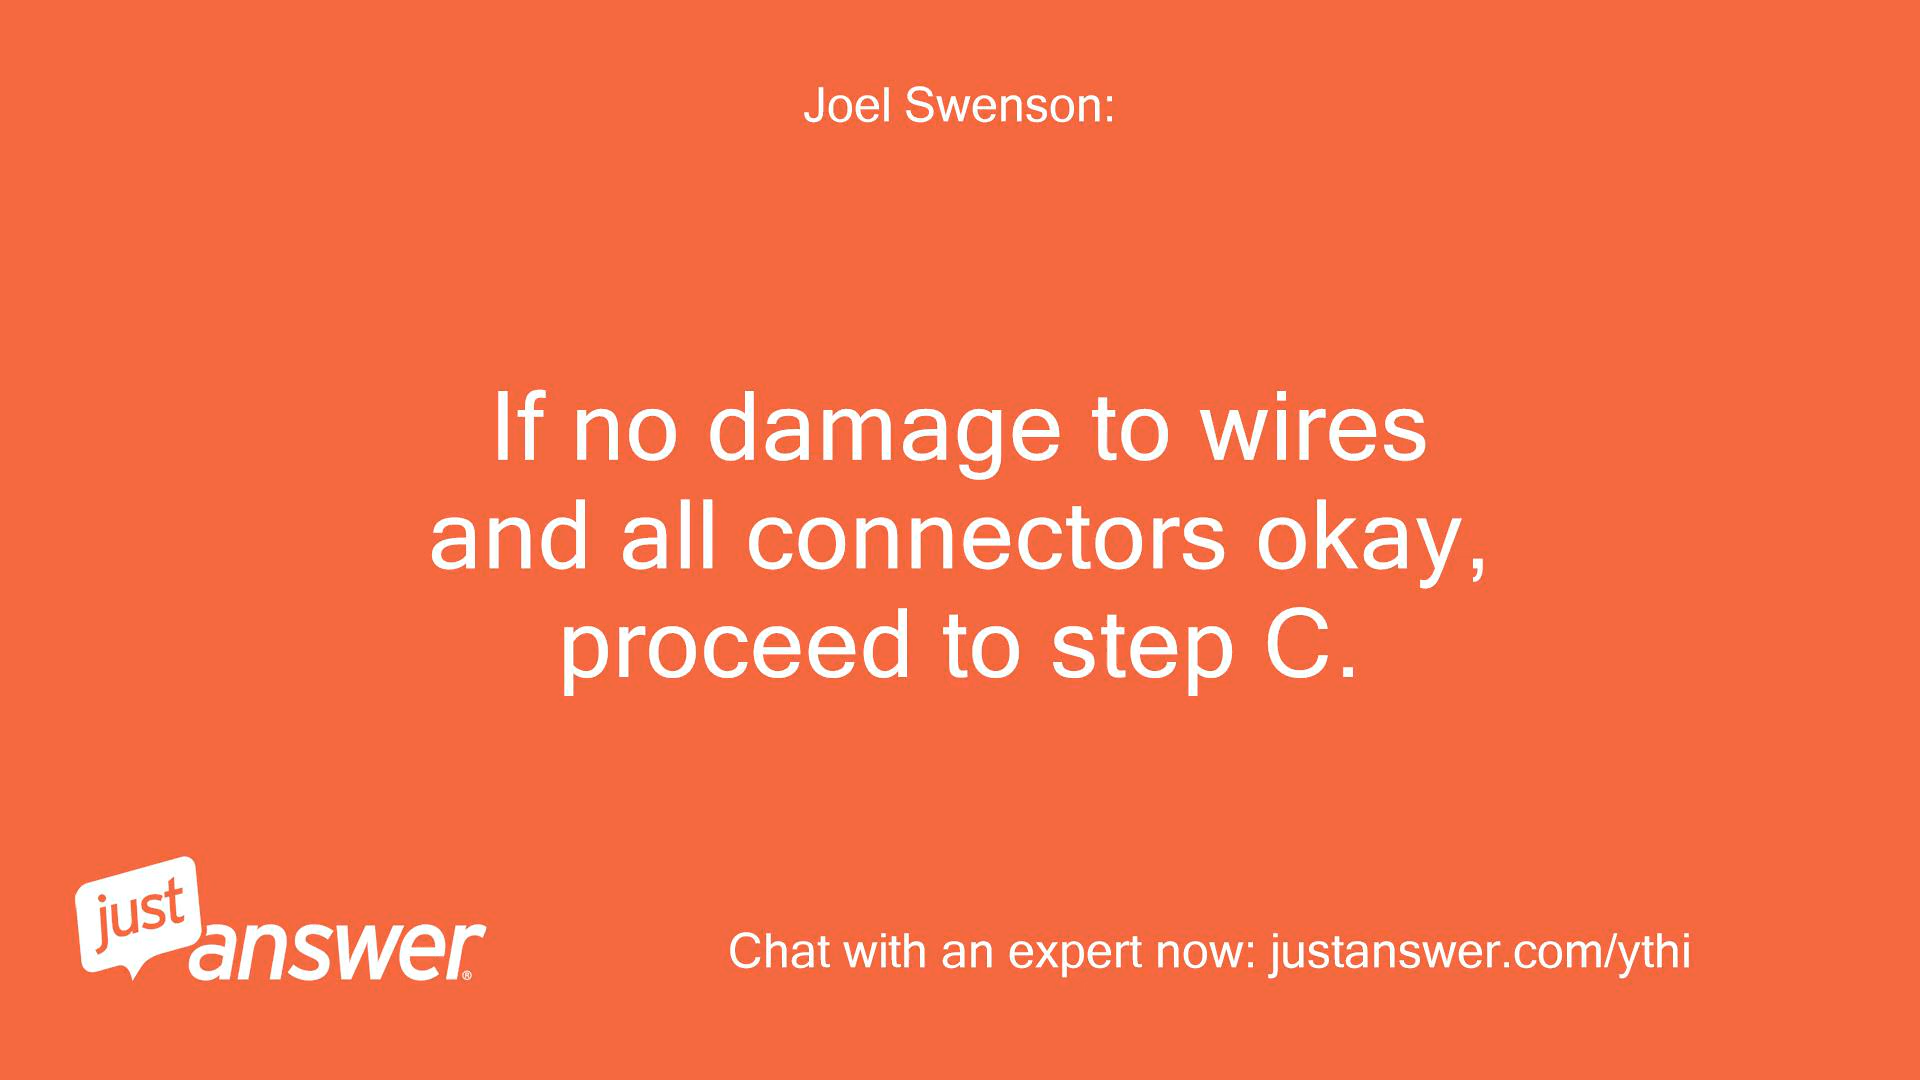 Joel Swenson:
If no damage to wires
and all connectors okay,
proceed to step C.
just
answer®
Chat with an expert now: justanswer.com/ythi